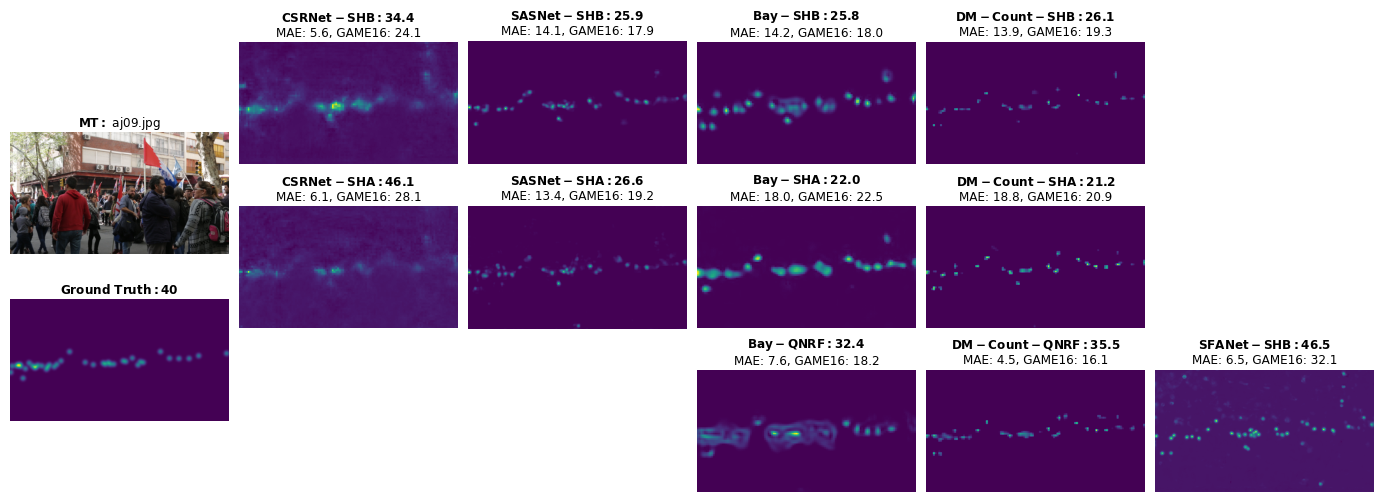 CSRNet − SHB : 34.4
MAE: 5.6, GAME16: 24.1
SASNet − SHB : 25.9
MAE: 14.1, GAME16: 17.9
Bay − SHB : 25.8
MAE: 14.2, GAME16: 18.0
DM − Count − SHB : 26.1
MAE: 13.9, GAME16: 19.3
MT : aj09.jpg
CSRNet − SHA : 46.1
MAE: 6.1, GAME16: 28.1
SASNet − SHA : 26.6
MAE: 13.4, GAME16: 19.2
Bay − SHA : 22.0
MAE: 18.0, GAME16: 22.5
DM − Count − SHA : 21.2
MAE: 18.8, GAME16: 20.9
Ground Truth : 40
Bay − QNRF : 32.4
MAE: 7.6, GAME16: 18.2
DM − Count − QNRF : 35.5
MAE: 4.5, GAME16: 16.1
SFANet − SHB : 46.5
MAE: 6.5, GAME16: 32.1